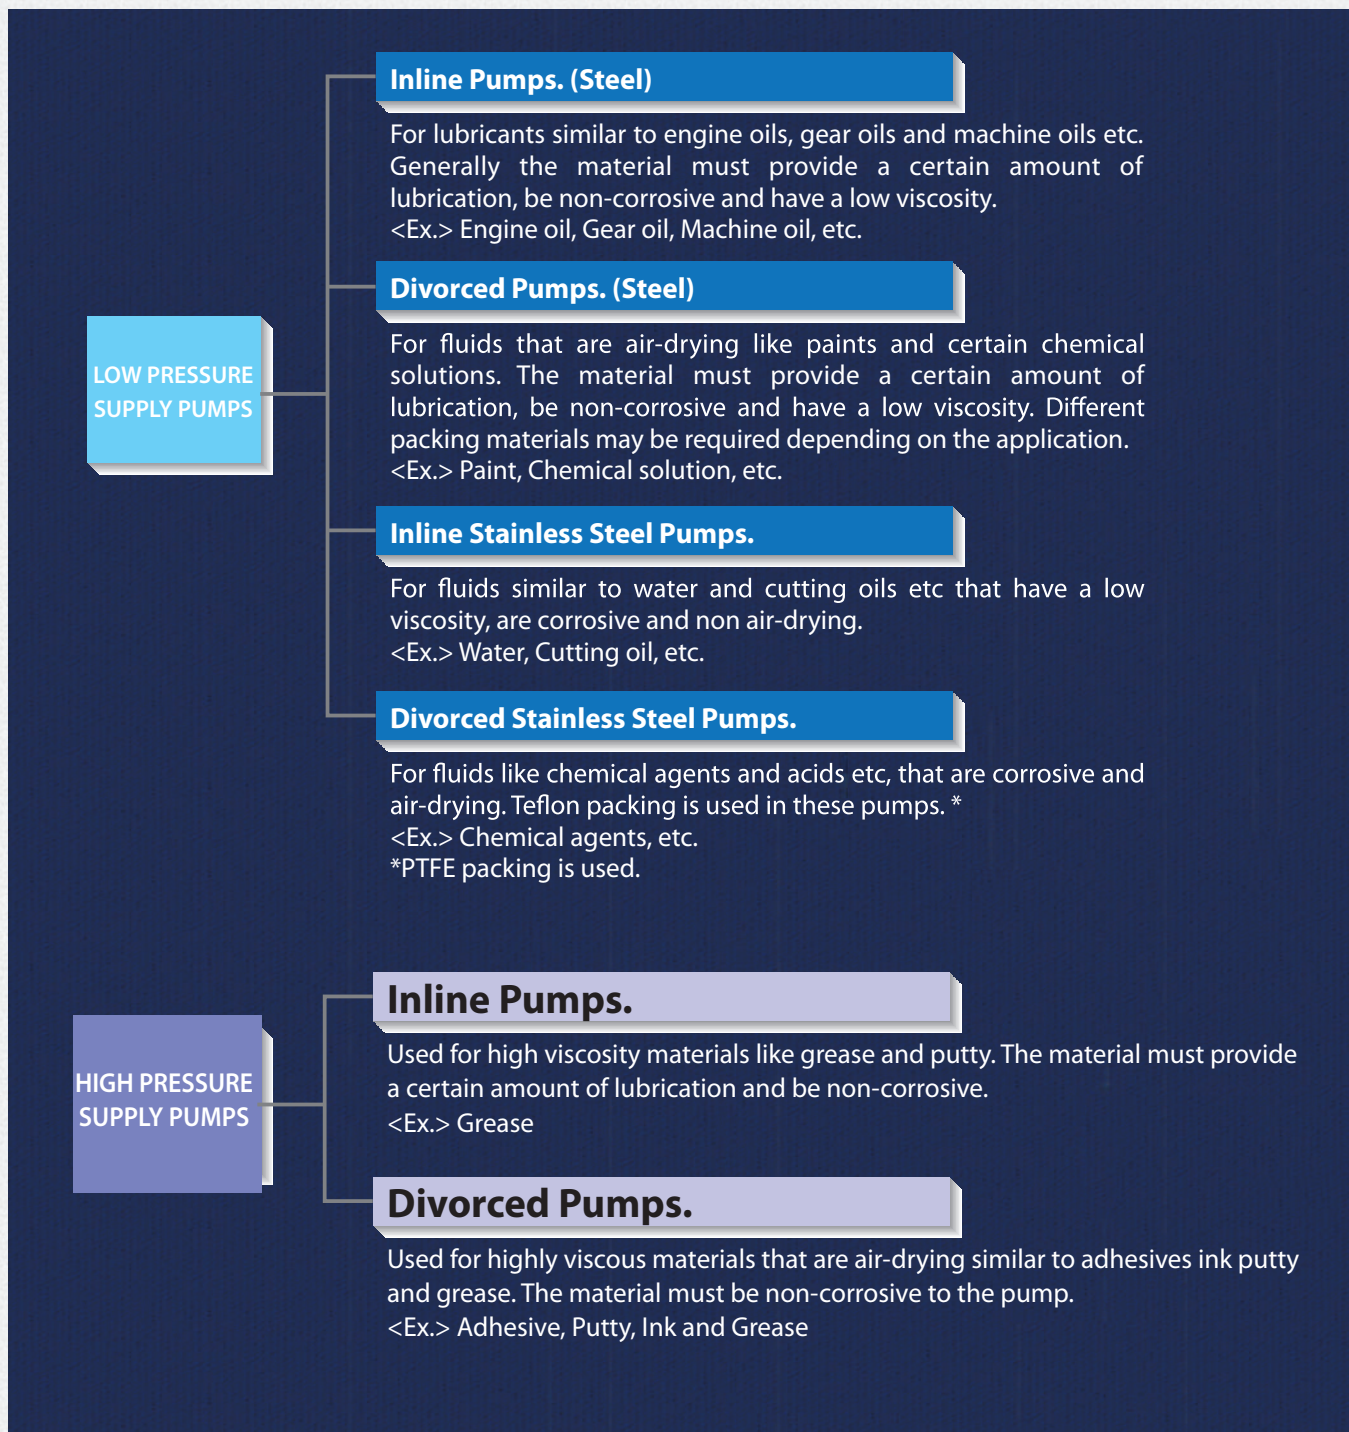 Inline Pumps. (Steel)
For lubricants similar to engine oils, gear oils and machine oils etc.
Generally the material must provide a certain amount of
lubrication, be non-corrosive and have a low viscosity.
<Ex.> Engine oil, Gear oil, Machine oil, etc.
Divorced Pumps. (Steel)
For fluids that are air-drying like paints and certain chemical
solutions. The material must provide a certain amount of
lubrication, be non-corrosive and have a low viscosity. Different
packing materials may be required depending on the application.
<Ex.> Paint, Chemical solution, etc.
LOW PRESSURE
SUPPLY PUMPS
Inline Stainless Steel Pumps.
For fluids similar to water and cutting oils etc that have a low
viscosity, are corrosive and non air-drying.
<Ex.> Water, Cutting oil, etc.
Divorced Stainless Steel Pumps.
For fluids like chemical agents and acids etc, that are corrosive and
air-drying. Teflon packing is used in these pumps. *
<Ex.> Chemical agents, etc.
*PTFE packing is used.
Inline Pumps.
Used for high viscosity materials like grease and putty. The material must provide
a certain amount of lubrication and be non-corrosive.
<Ex.> Grease
HIGH PRESSURE
SUPPLY PUMPS
Divorced Pumps.
Used for highly viscous materials that are air-drying similar to adhesives ink putty
and grease. The material must be non-corrosive to the pump.
<Ex.> Adhesive, Putty, Ink and Grease